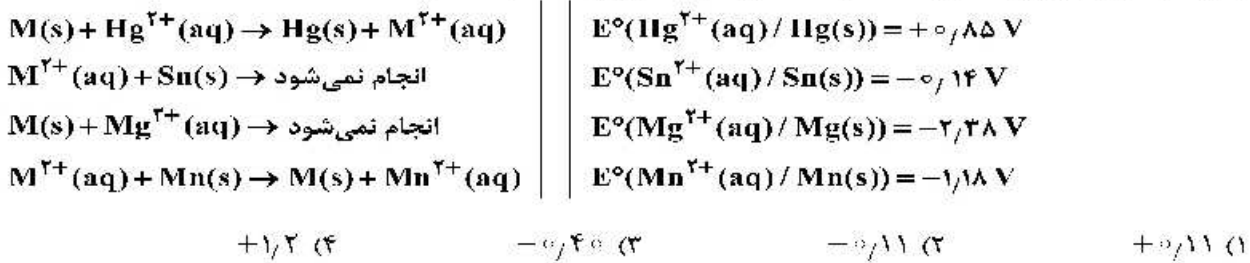 M(s) + Hg²⁺(aq) → Hg(s) + M²⁺(aq)
E°(Hg²⁺(aq) / Hg(s)) = +۰/۸۵ V
M²⁺(aq) + Sn(s) → انجام نمی‌شود
E°(Sn²⁺(aq) / Sn(s)) = −۰/۱۴ V
M(s) + Mg²⁺(aq) → انجام نمی‌شود
E°(Mg²⁺(aq) / Mg(s)) = −۲/۳۸ V
M²⁺(aq) + Mn(s) → M(s) + Mn²⁺(aq)
E°(Mn²⁺(aq) / Mn(s)) = −۱/۱۸ V
۱) +۰/۱۱ ۲) −۰/۱۱ ۳) −۰/۴۰ ۴) +۱/۲